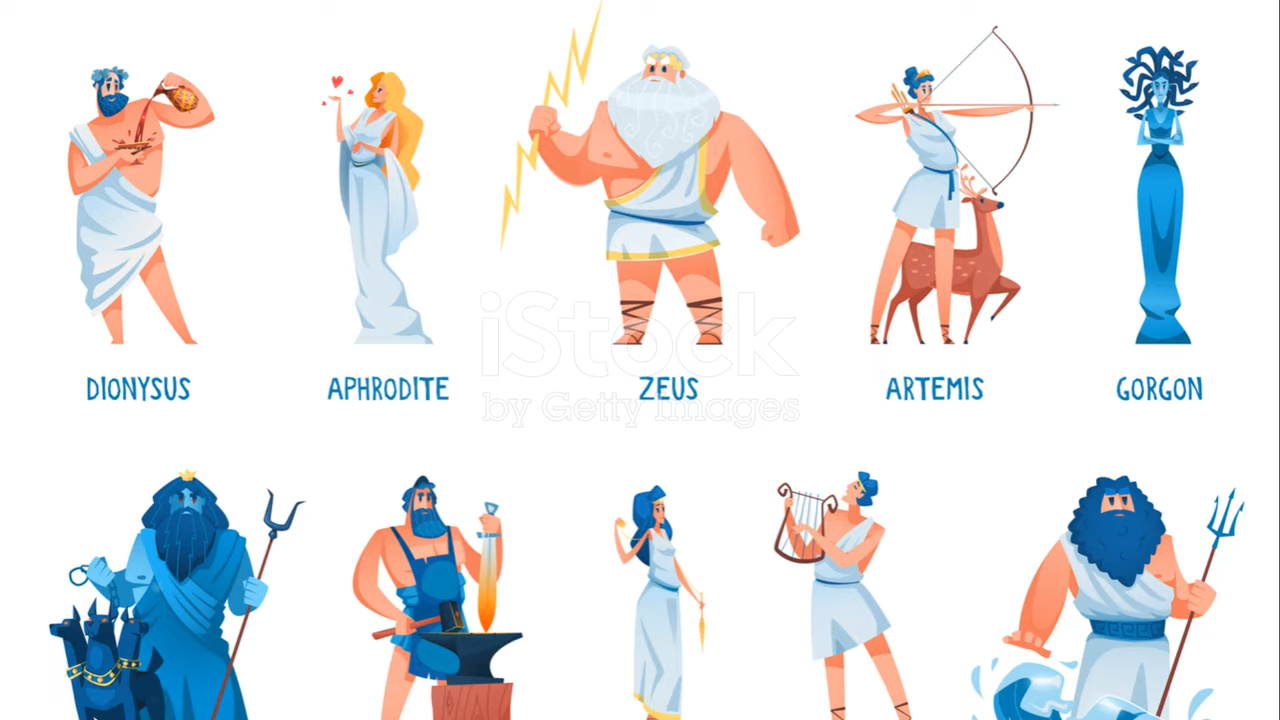 DIONYSUS
APHRODITE
ZEUS
ARTEMIS
GORGON
iStock
by Getty Images